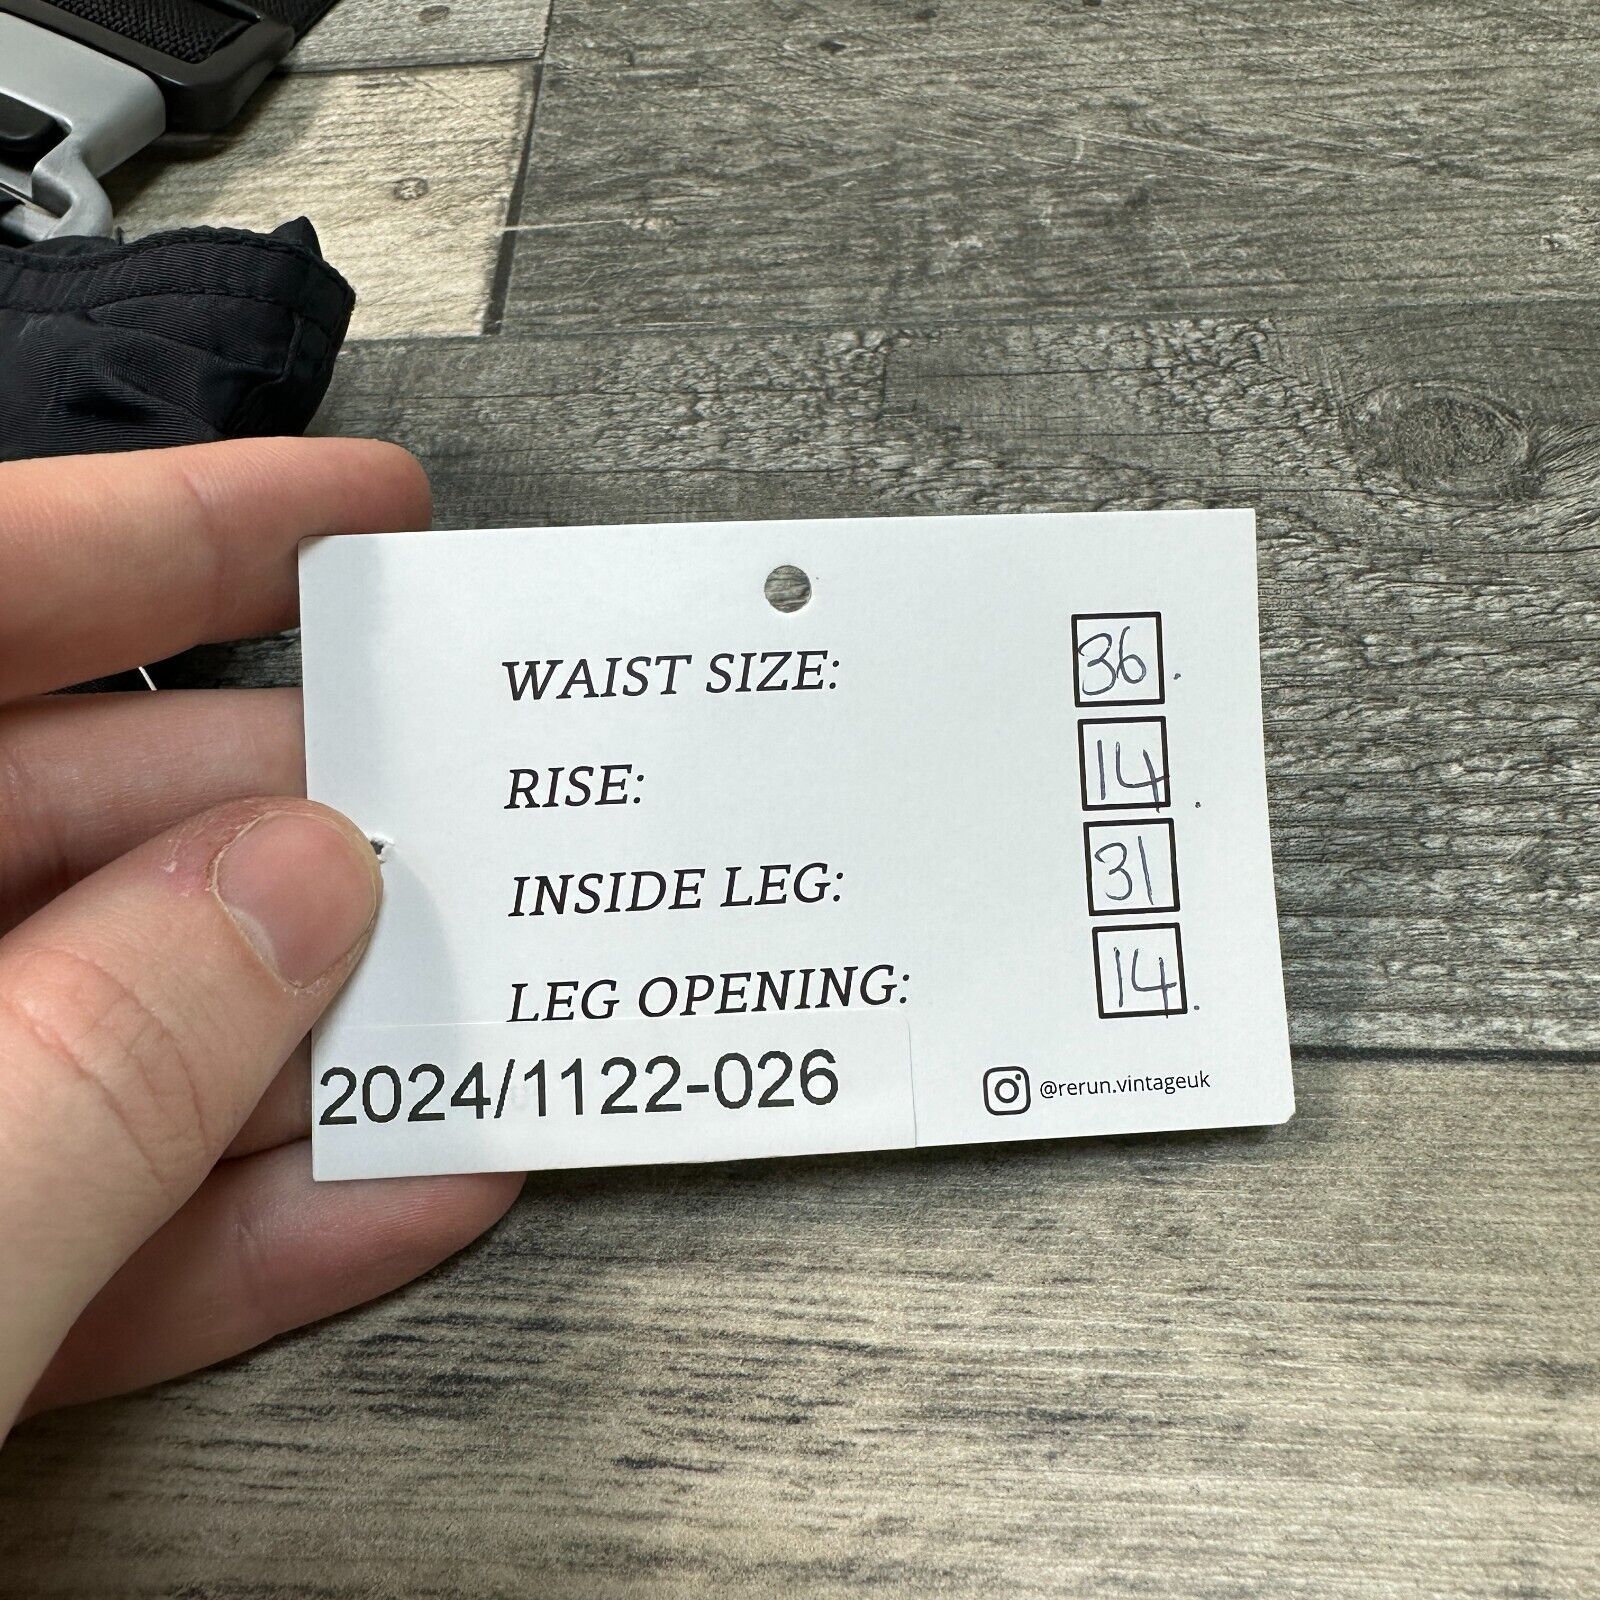 WAIST SIZE: 36.
RISE: 14.
INSIDE LEG: 31
LEG OPENING: 14.
2024/1122-026
@rerun.vintageuk